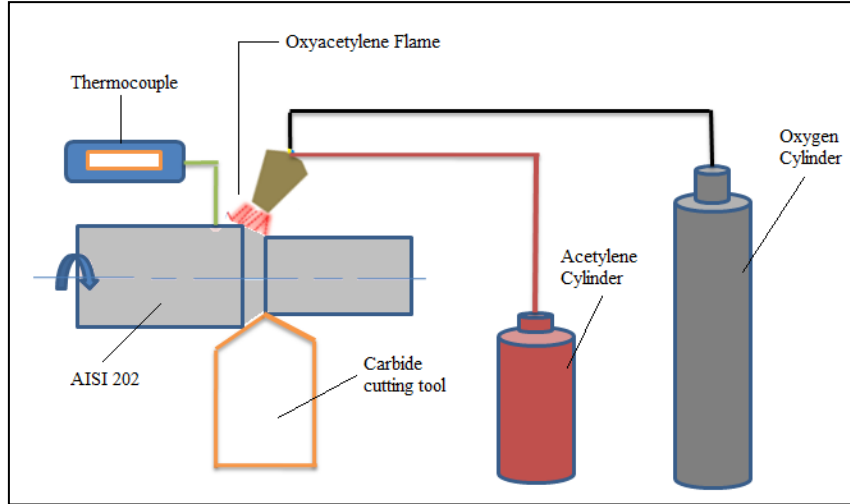 Oxyacetylene Flame
Thermocouple
Oxygen
Cylinder
Acetylene
Cylinder
AISI 202
Carbide
cutting tool